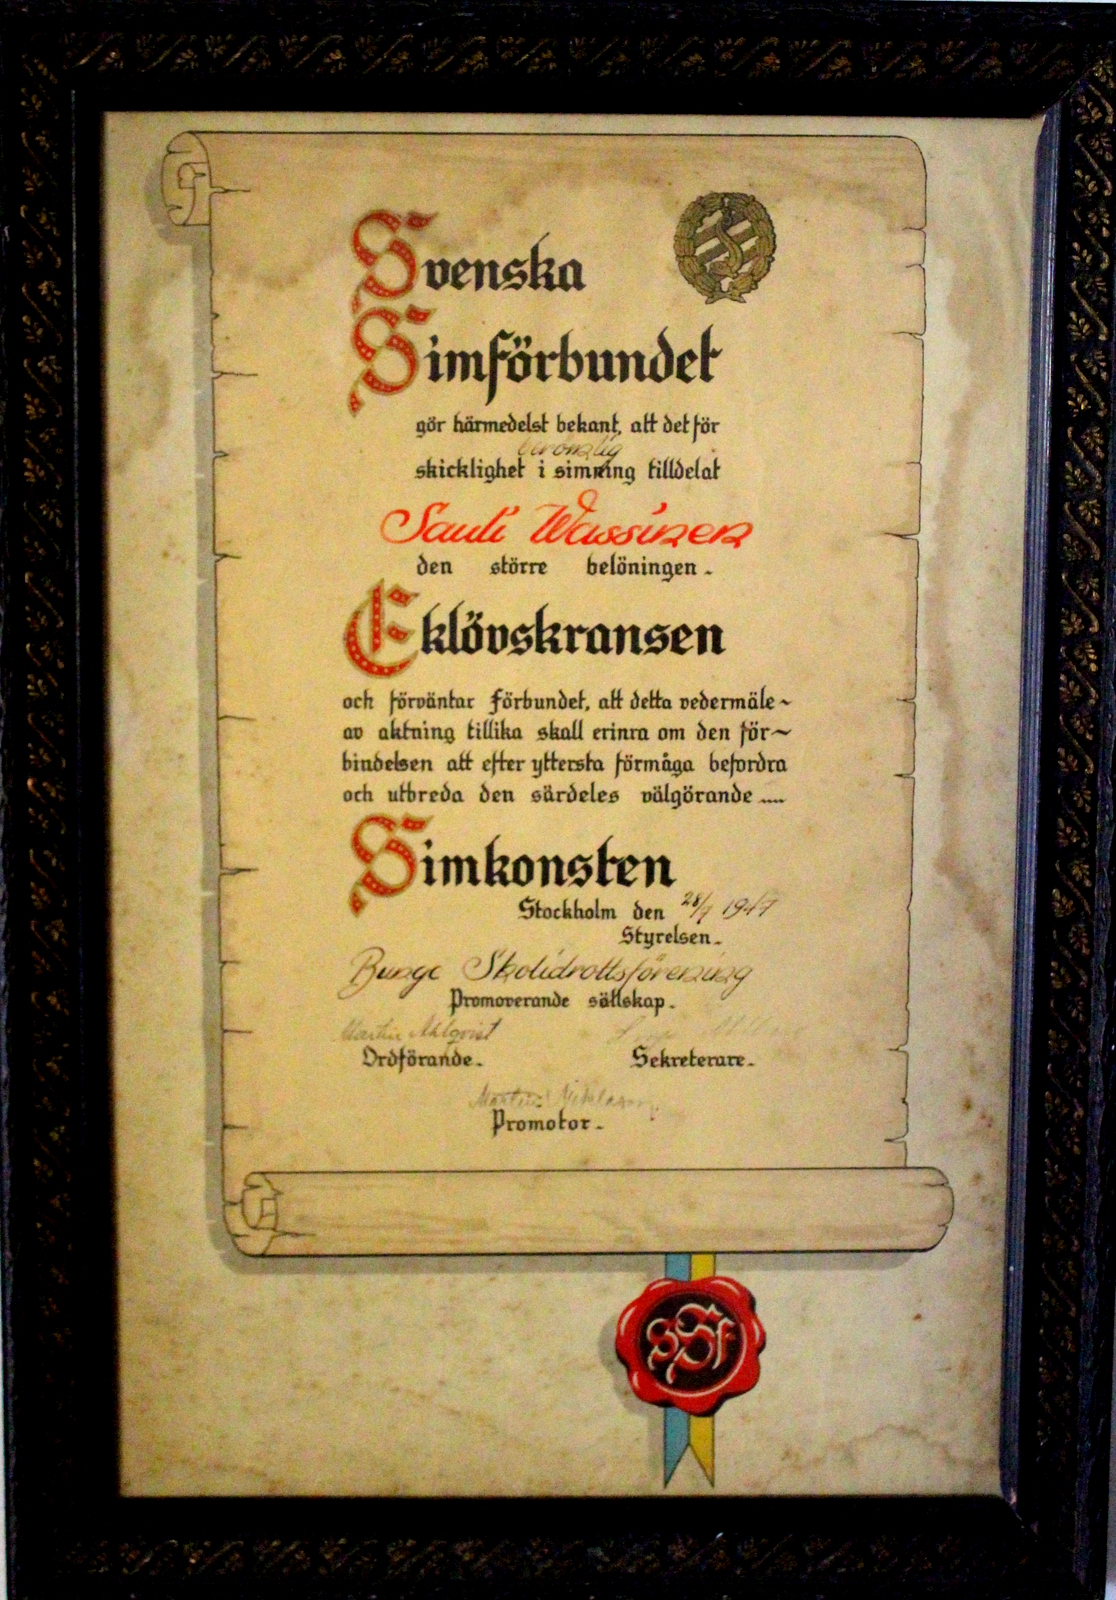 Svenska
Simförbundet
gör härmedelst bekant, att det för
skicklighet i simning tilldelat
Sauli Wassinen
den större belöningen -
Eklövskransen
och förväntar förbundet, att detta vedermäle ~
av aktning tillika skall erinra om den för~
bindelsen att efter yttersta förmåga befordra
och utbreda den särdeles välgörande ....
Simkonsten
Stockholm den 28/9 1947
Styrelsen -
Bunge Skolidrottsförening
Promoverande sällskap -
Martin Ahlqvist
Ordförande - Sekreterare -
Promotor -
SSF